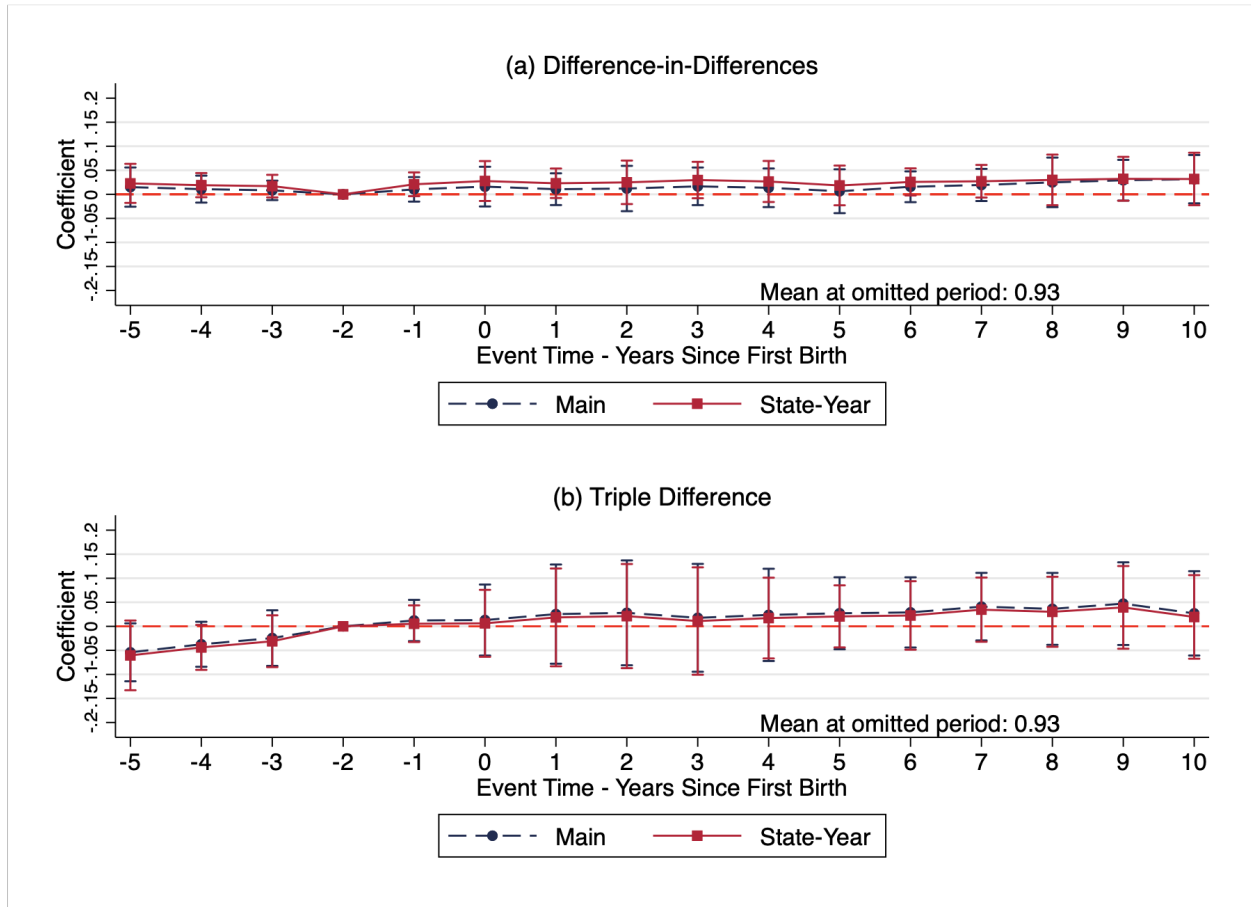 (a) Difference-in-Differences
Coefficient
-.2-.15-.1-.05 0 .05 .1 .15 .2
Mean at omitted period: 0.93
-5 -4 -3 -2 -1 0 1 2 3 4 5 6 7 8 9 10
Event Time - Years Since First Birth
Main State-Year
(b) Triple Difference
Coefficient
-.2-.15-.1-.05 0 .05 .1 .15 .2
Mean at omitted period: 0.93
-5 -4 -3 -2 -1 0 1 2 3 4 5 6 7 8 9 10
Event Time - Years Since First Birth
Main State-Year